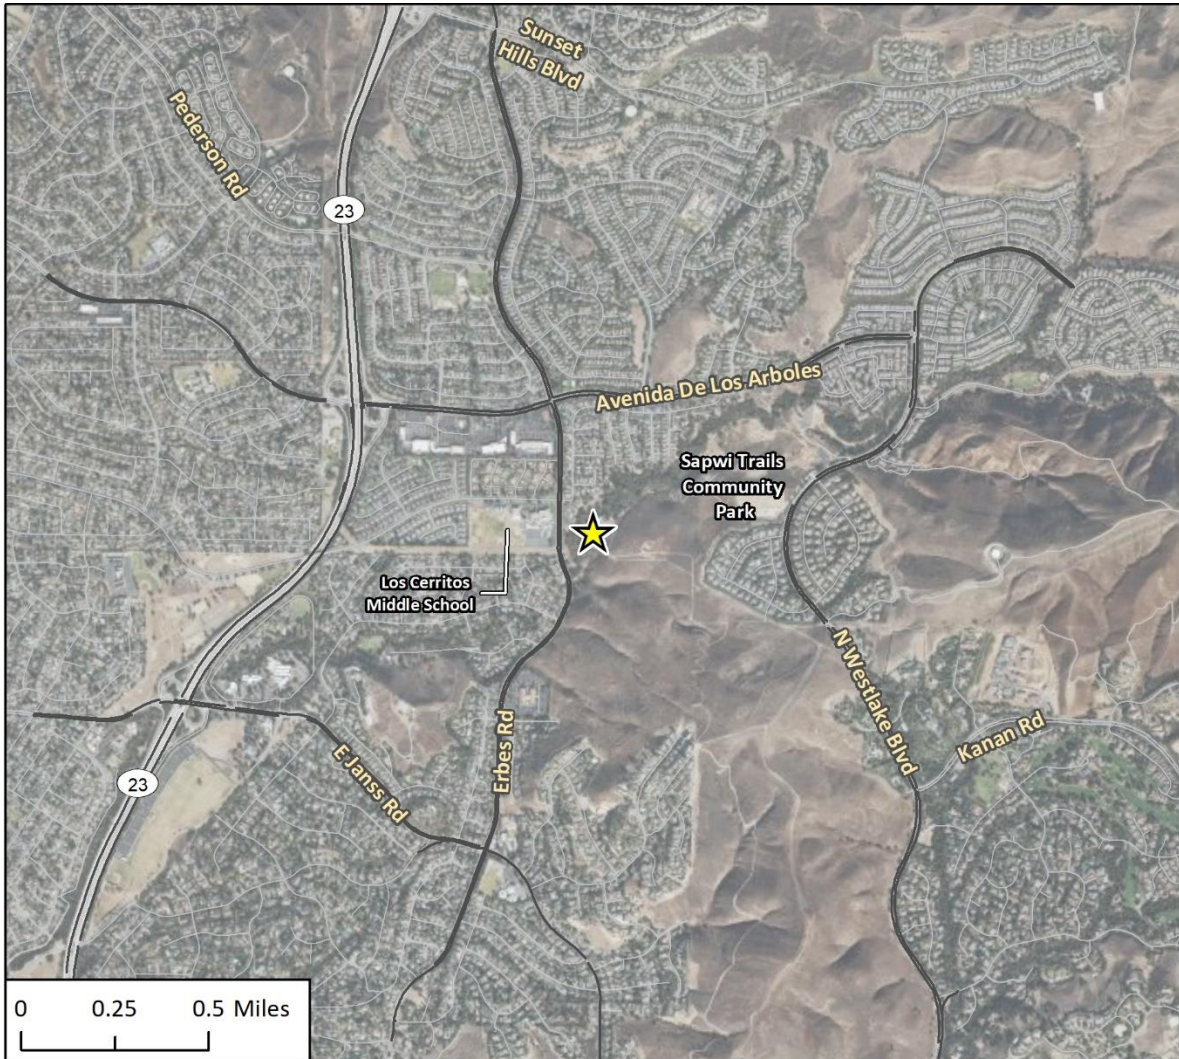 Sunset
Hills Blvd
Pederson Rd
23
Avenida De Los Arboles
Sapwi Trails
Community
Park
Los Cerritos
Middle School
N Westlake Blvd
Kanan Rd
Erbes Rd
E Janss Rd
23
0 0.25 0.5 Miles